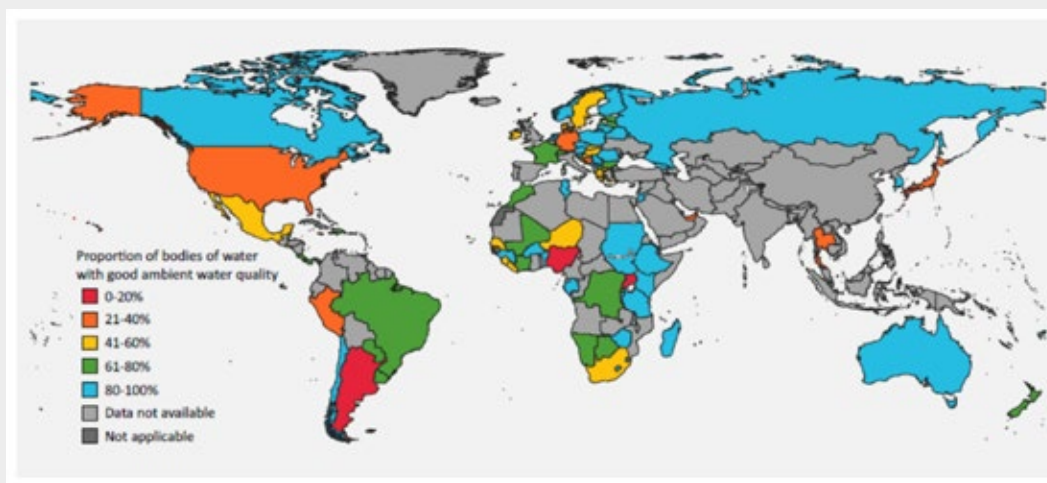 Proportion of bodies of water
with good ambient water quality
0-20%
21-40%
41-60%
61-80%
80-100%
Data not available
Not applicable